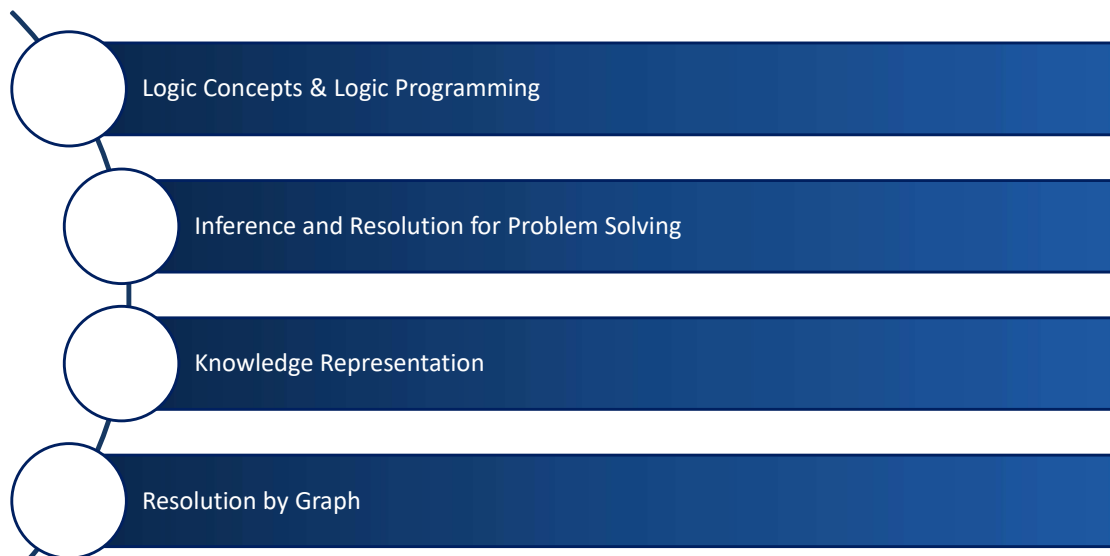 Logic Concepts & Logic Programming
Inference and Resolution for Problem Solving
Knowledge Representation
Resolution by Graph